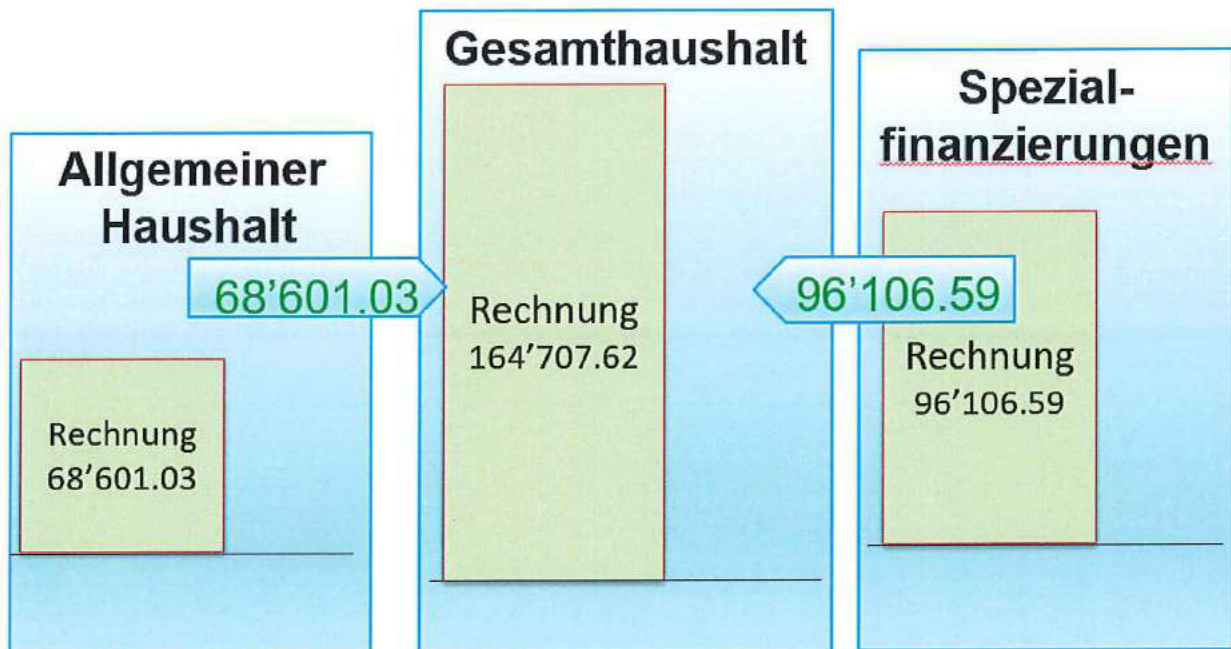 Allgemeiner
Haushalt
68’601.03
Rechnung
68’601.03
Gesamthaushalt
Rechnung
164’707.62
Spezial-
finanzierungen
96’106.59
Rechnung
96’106.59